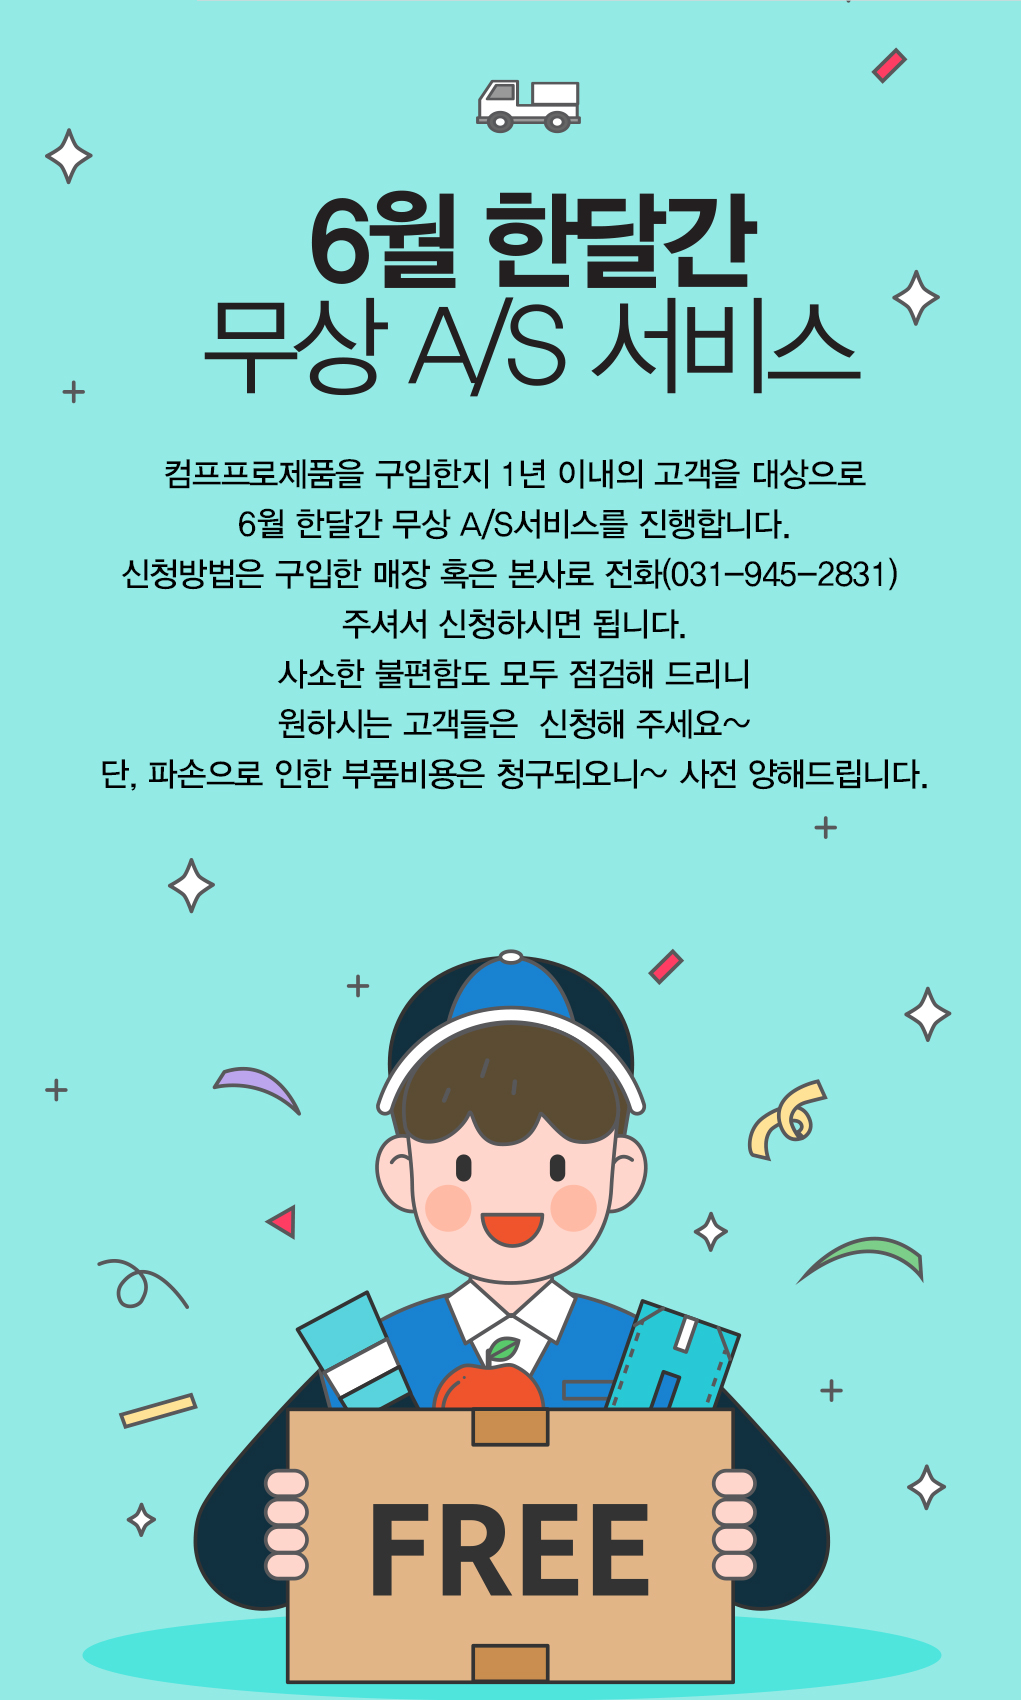 6월 한달간
무상 A/S 서비스
컴프프로제품을 구입한지 1년 이내의 고객을 대상으로
6월 한달간 무상 A/S서비스를 진행합니다.
신청방법은 구입한 매장 혹은 본사로 전화(031-945-2831)
주셔서 신청하시면 됩니다.
사소한 불편함도 모두 점검해 드리니
원하시는 고객들은 신청해 주세요~
단, 파손으로 인한 부품비용은 청구되오니~ 사전 양해드립니다.
FREE